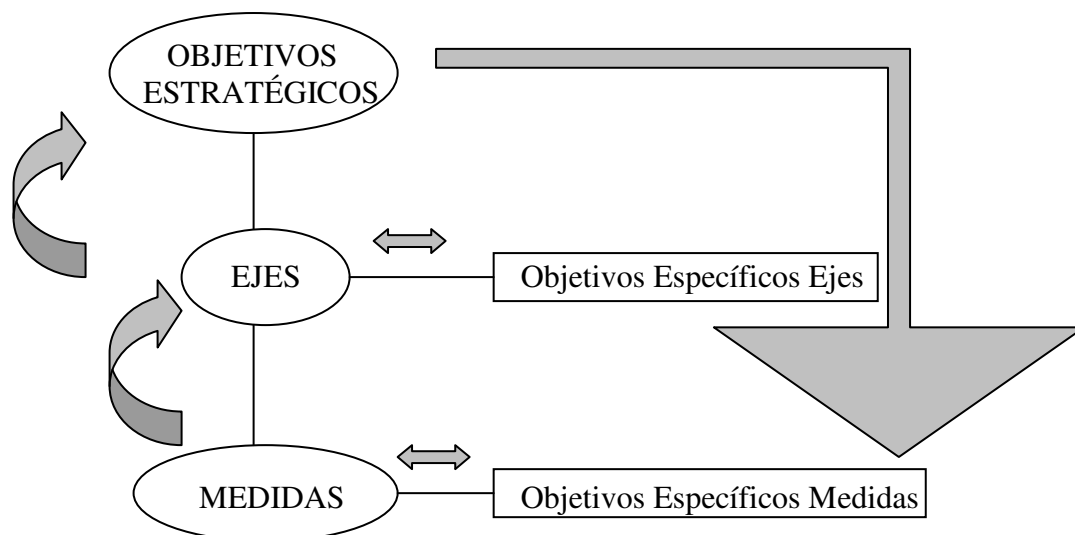 OBJETIVOS
ESTRATÉGICOS
EJES
Objetivos Específicos Ejes
MEDIDAS
Objetivos Específicos Medidas